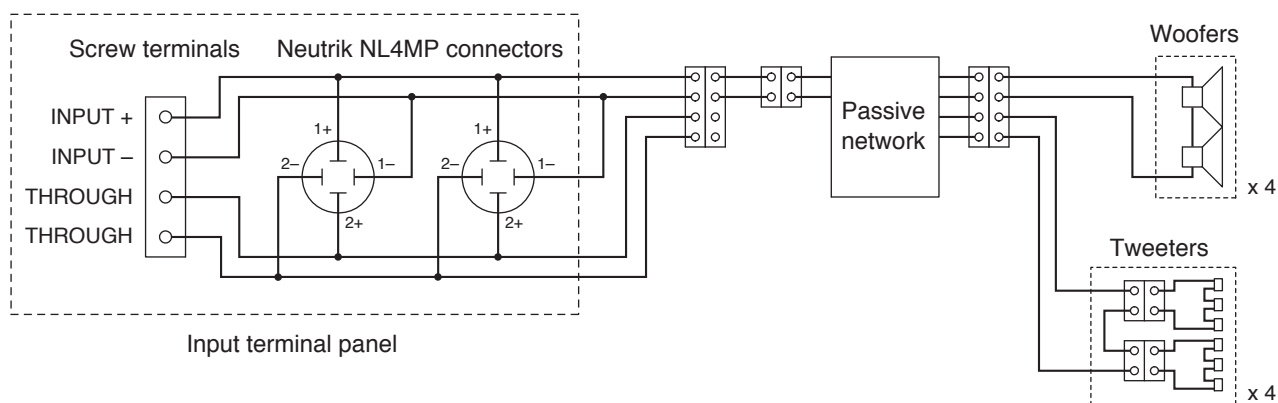 Screw terminals
Neutrik NL4MP connectors
INPUT +
INPUT –
THROUGH
THROUGH
1+
2–
1–
2+
1+
2–
1–
2+
Input terminal panel
Passive
network
Woofers
x 4
Tweeters
x 4